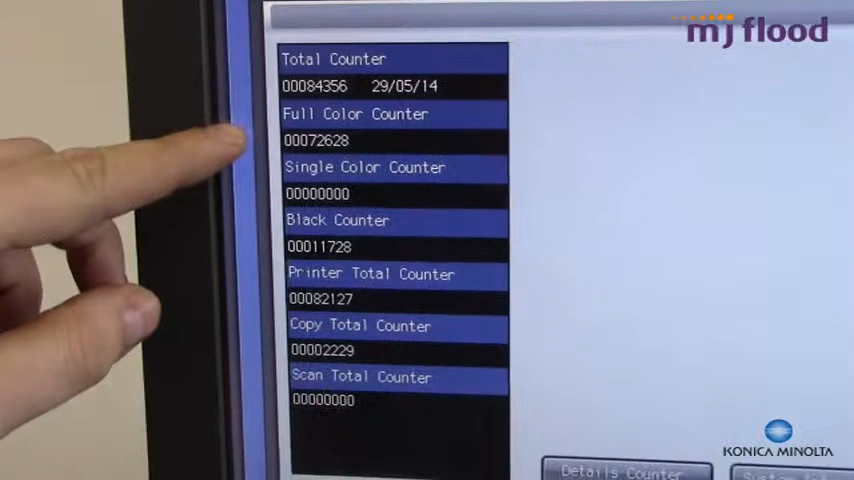 mj flood
Total Counter
00084356 29/05/14
Full Color Counter
00072628
Single Color Counter
00000000
Black Counter
00011728
Printer Total Counter
00082127
Copy Total Counter
00002229
Scan Total Counter
00000000
KONICA MINOLTA
Details Counter